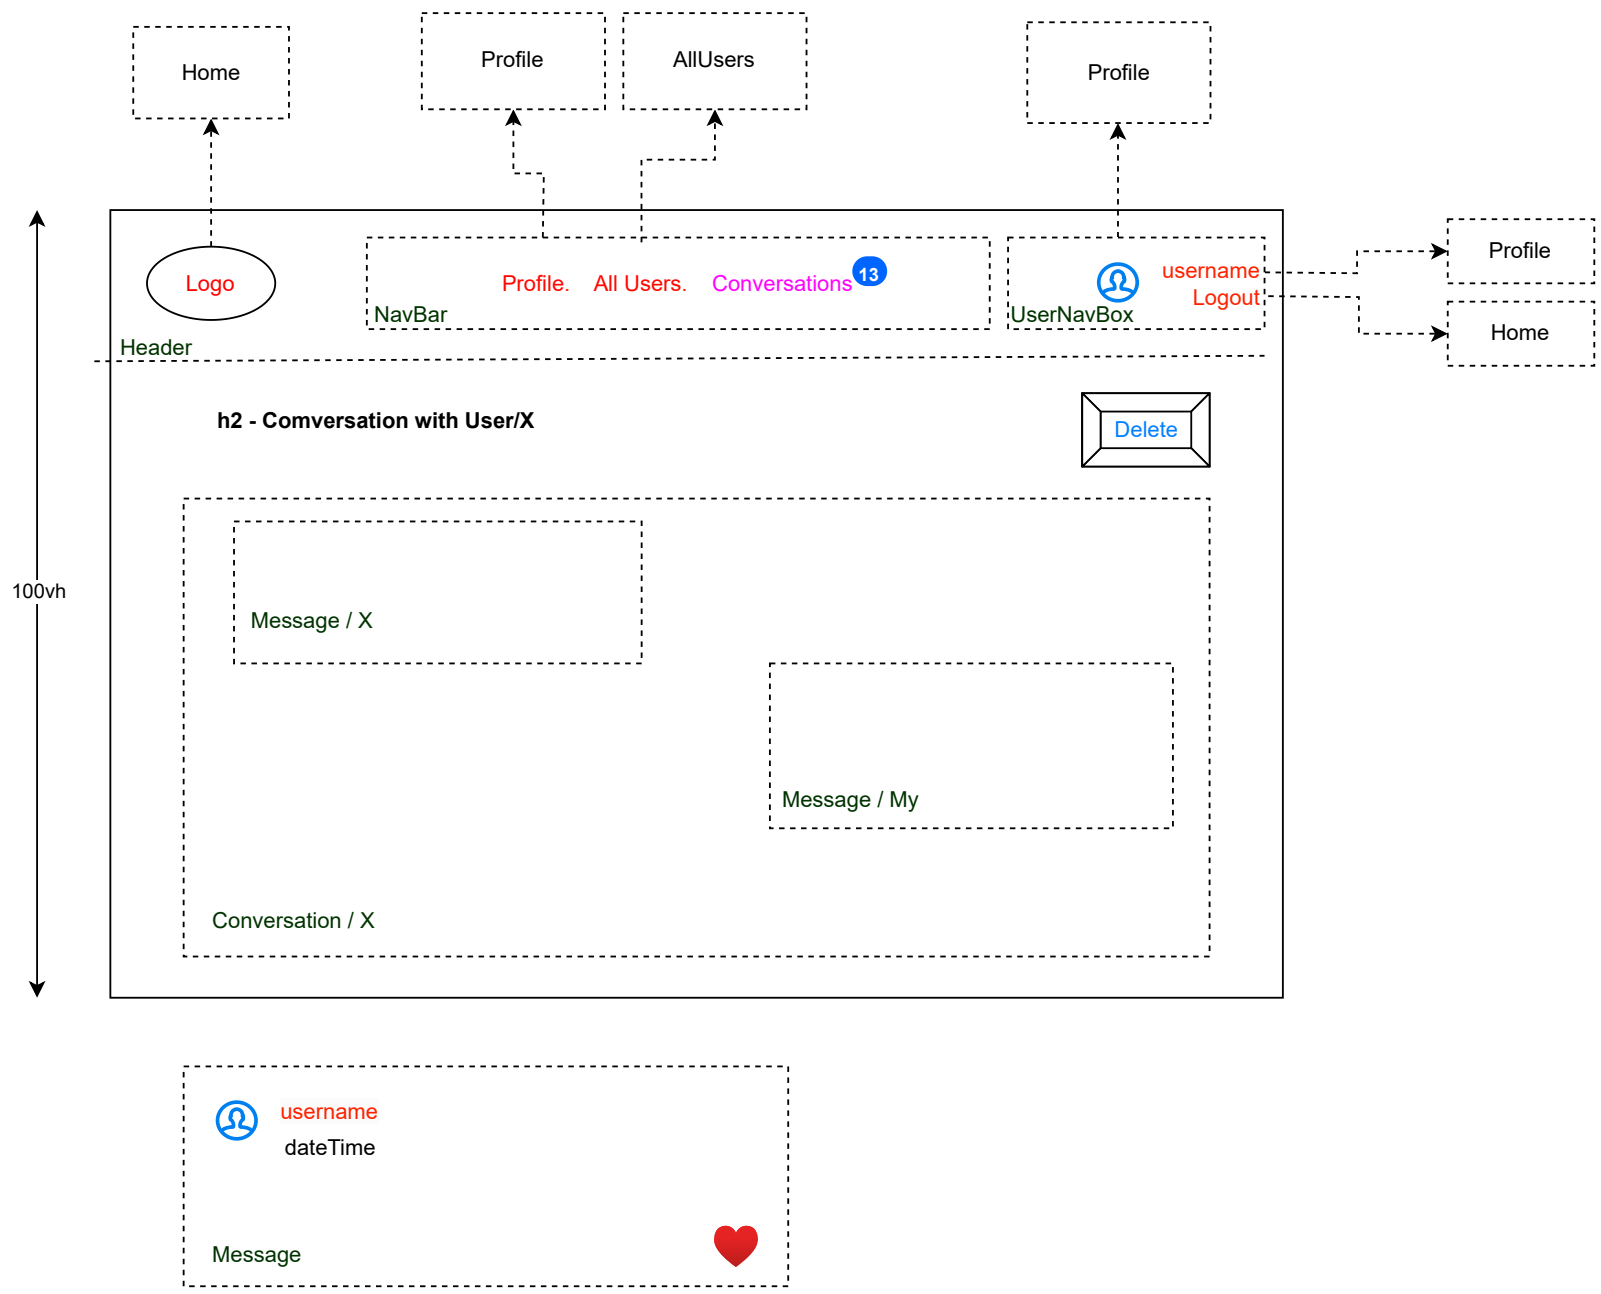 Home
Profile
AllUsers
Profile
Logo
Profile.
All Users.
Conversations
13
NavBar
username
Logout
UserNavBox
Profile
Home
Header
h2 - Comversation with User/X
Delete
100vh
Message / X
Message / My
Conversation / X
username
dateTime
Message